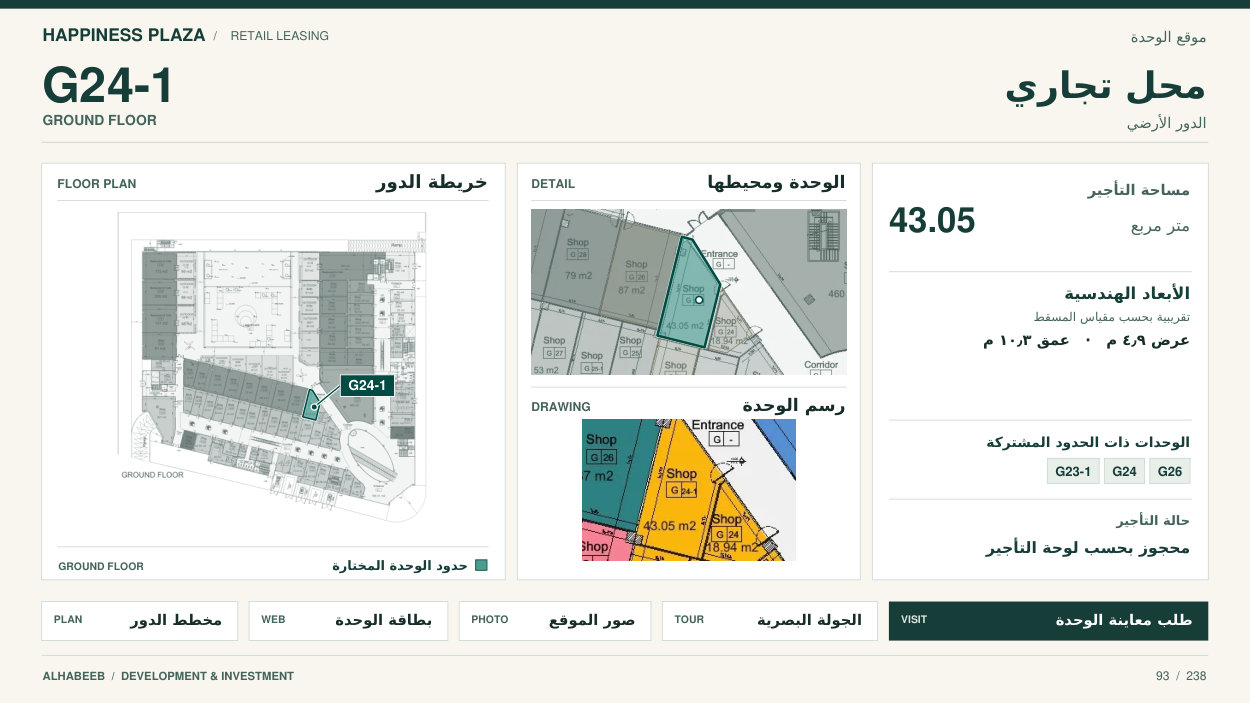 HAPPINESS PLAZA / RETAIL LEASING
موقع الوحدة
G24-1
محل تجاري
GROUND FLOOR
الدور الأرضي
FLOOR PLAN
خريطة الدور
G24-1
GROUND FLOOR
GROUND FLOOR
حدود الوحدة المختارة
DETAIL
الوحدة ومحيطها
Shop
G 28
79 m2
Shop
G 26
87 m2
Entrance
G -
Shop
43.05 m2
Shop
G 24
18.94 m2
460
Shop
G 27
53 m2
Shop
Shop
G 25
Shop
Corridor
DRAWING
رسم الوحدة
Entrance
G -
Shop
G 26
7 m2
Shop
G 24-1
43.05 m2
Shop
G 24
18.94 m2
Shop
مساحة التأجير
43.05
متر مربع
الأبعاد الهندسية
تقريبية بحسب مقياس المسقط
عرض ٤٫٩ م · عمق ١٠٫٣ م
الوحدات ذات الحدود المشتركة
G23-1 G24 G26
حالة التأجير
محجوز بحسب لوحة التأجير
PLAN
مخطط الدور
WEB
بطاقة الوحدة
PHOTO
صور الموقع
TOUR
الجولة البصرية
VISIT
طلب معاينة الوحدة
ALHABEEB / DEVELOPMENT & INVESTMENT
93 / 238